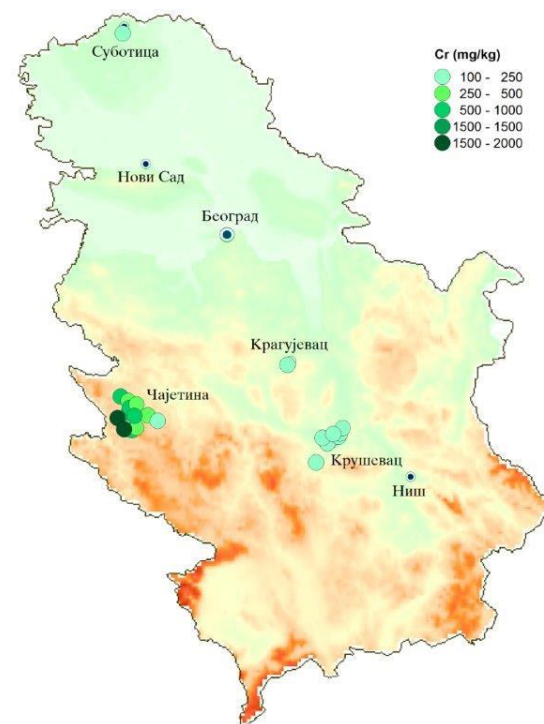 Суботица
Cr (mg/kg)
100 - 250
250 - 500
500 - 1000
1500 - 1500
1500 - 2000
Нови Сад
Београд
Крагујевац
Чајетина
Крушевац
Ниш